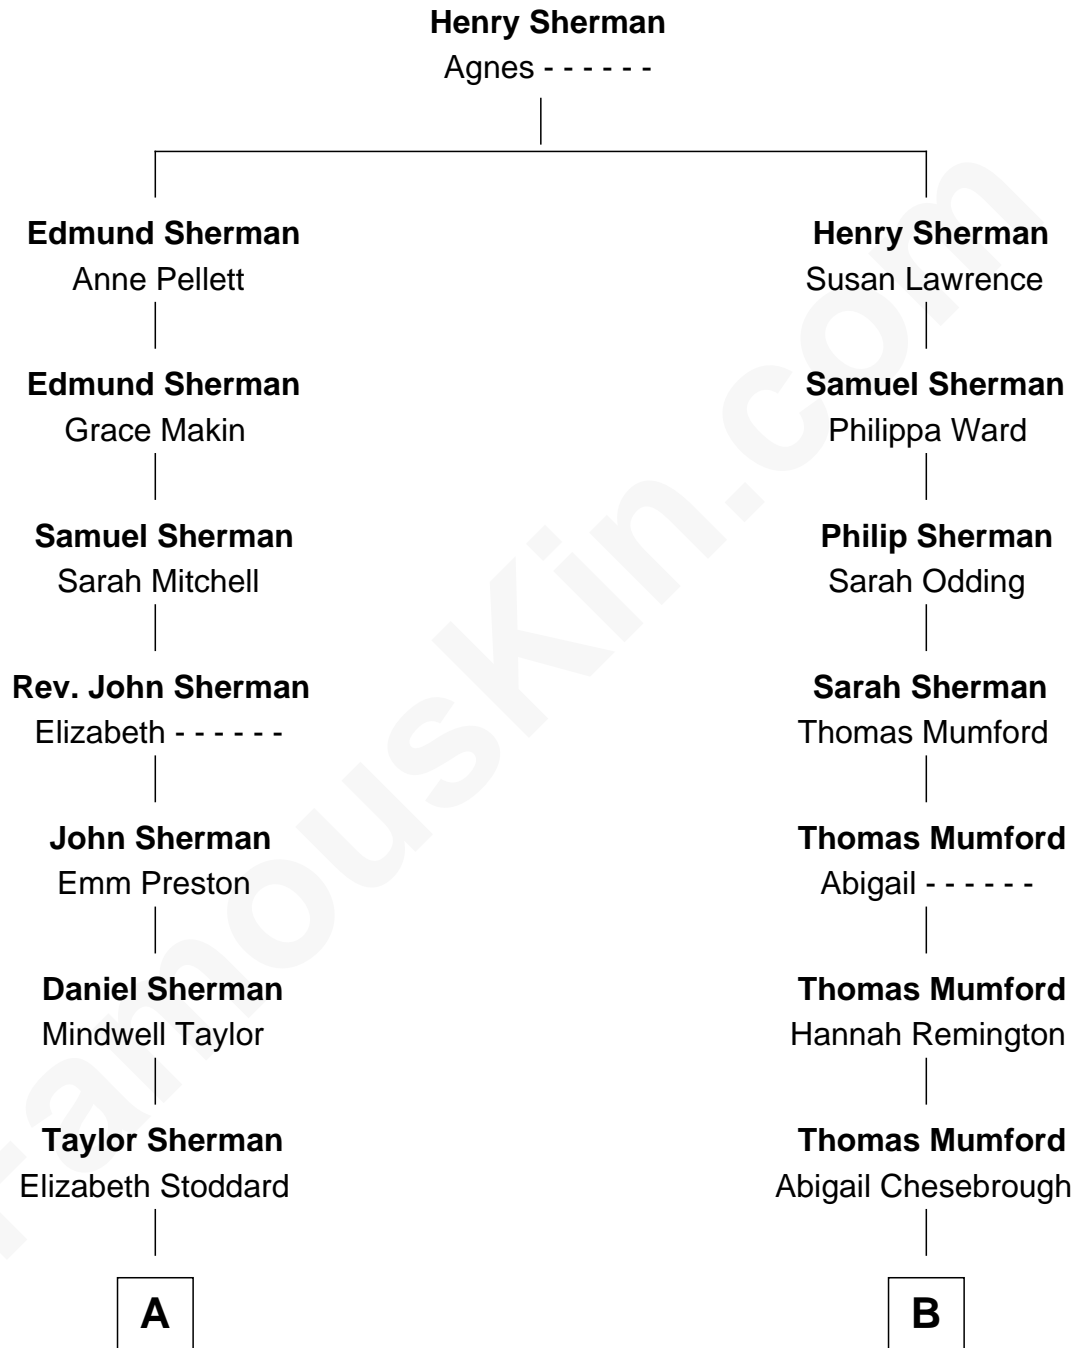 Henry Sherman
Agnes - - - - - -
Edmund Sherman
Anne Pellett
Henry Sherman
Susan Lawrence
Edmund Sherman
Grace Makin
Samuel Sherman
Philippa Ward
Samuel Sherman
Sarah Mitchell
Philip Sherman
Sarah Odding
Rev. John Sherman
Elizabeth - - - - - -
Sarah Sherman
Thomas Mumford
John Sherman
Emm Preston
Thomas Mumford
Abigail - - - - - -
Daniel Sherman
Mindwell Taylor
Thomas Mumford
Hannah Remington
Taylor Sherman
Elizabeth Stoddard
Thomas Mumford
Abigail Chesebrough
A
B
FamousKin.com